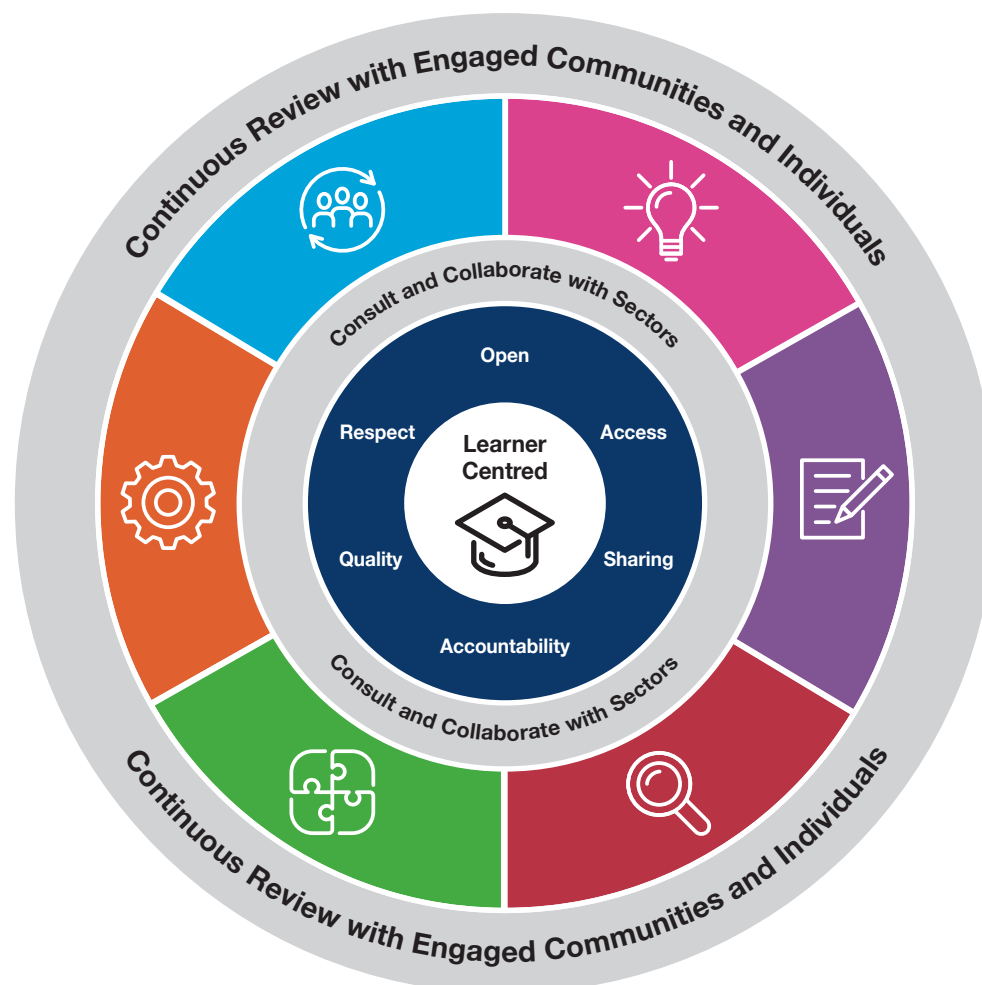 Continuous Review with Engaged Communities and Individuals
Consult and Collaborate with Sectors
Open
Respect
Access
Learner
Centred
Quality
Sharing
Accountability
Consult and Collaborate with Sectors
Continuous Review with Engaged Communities and Individuals